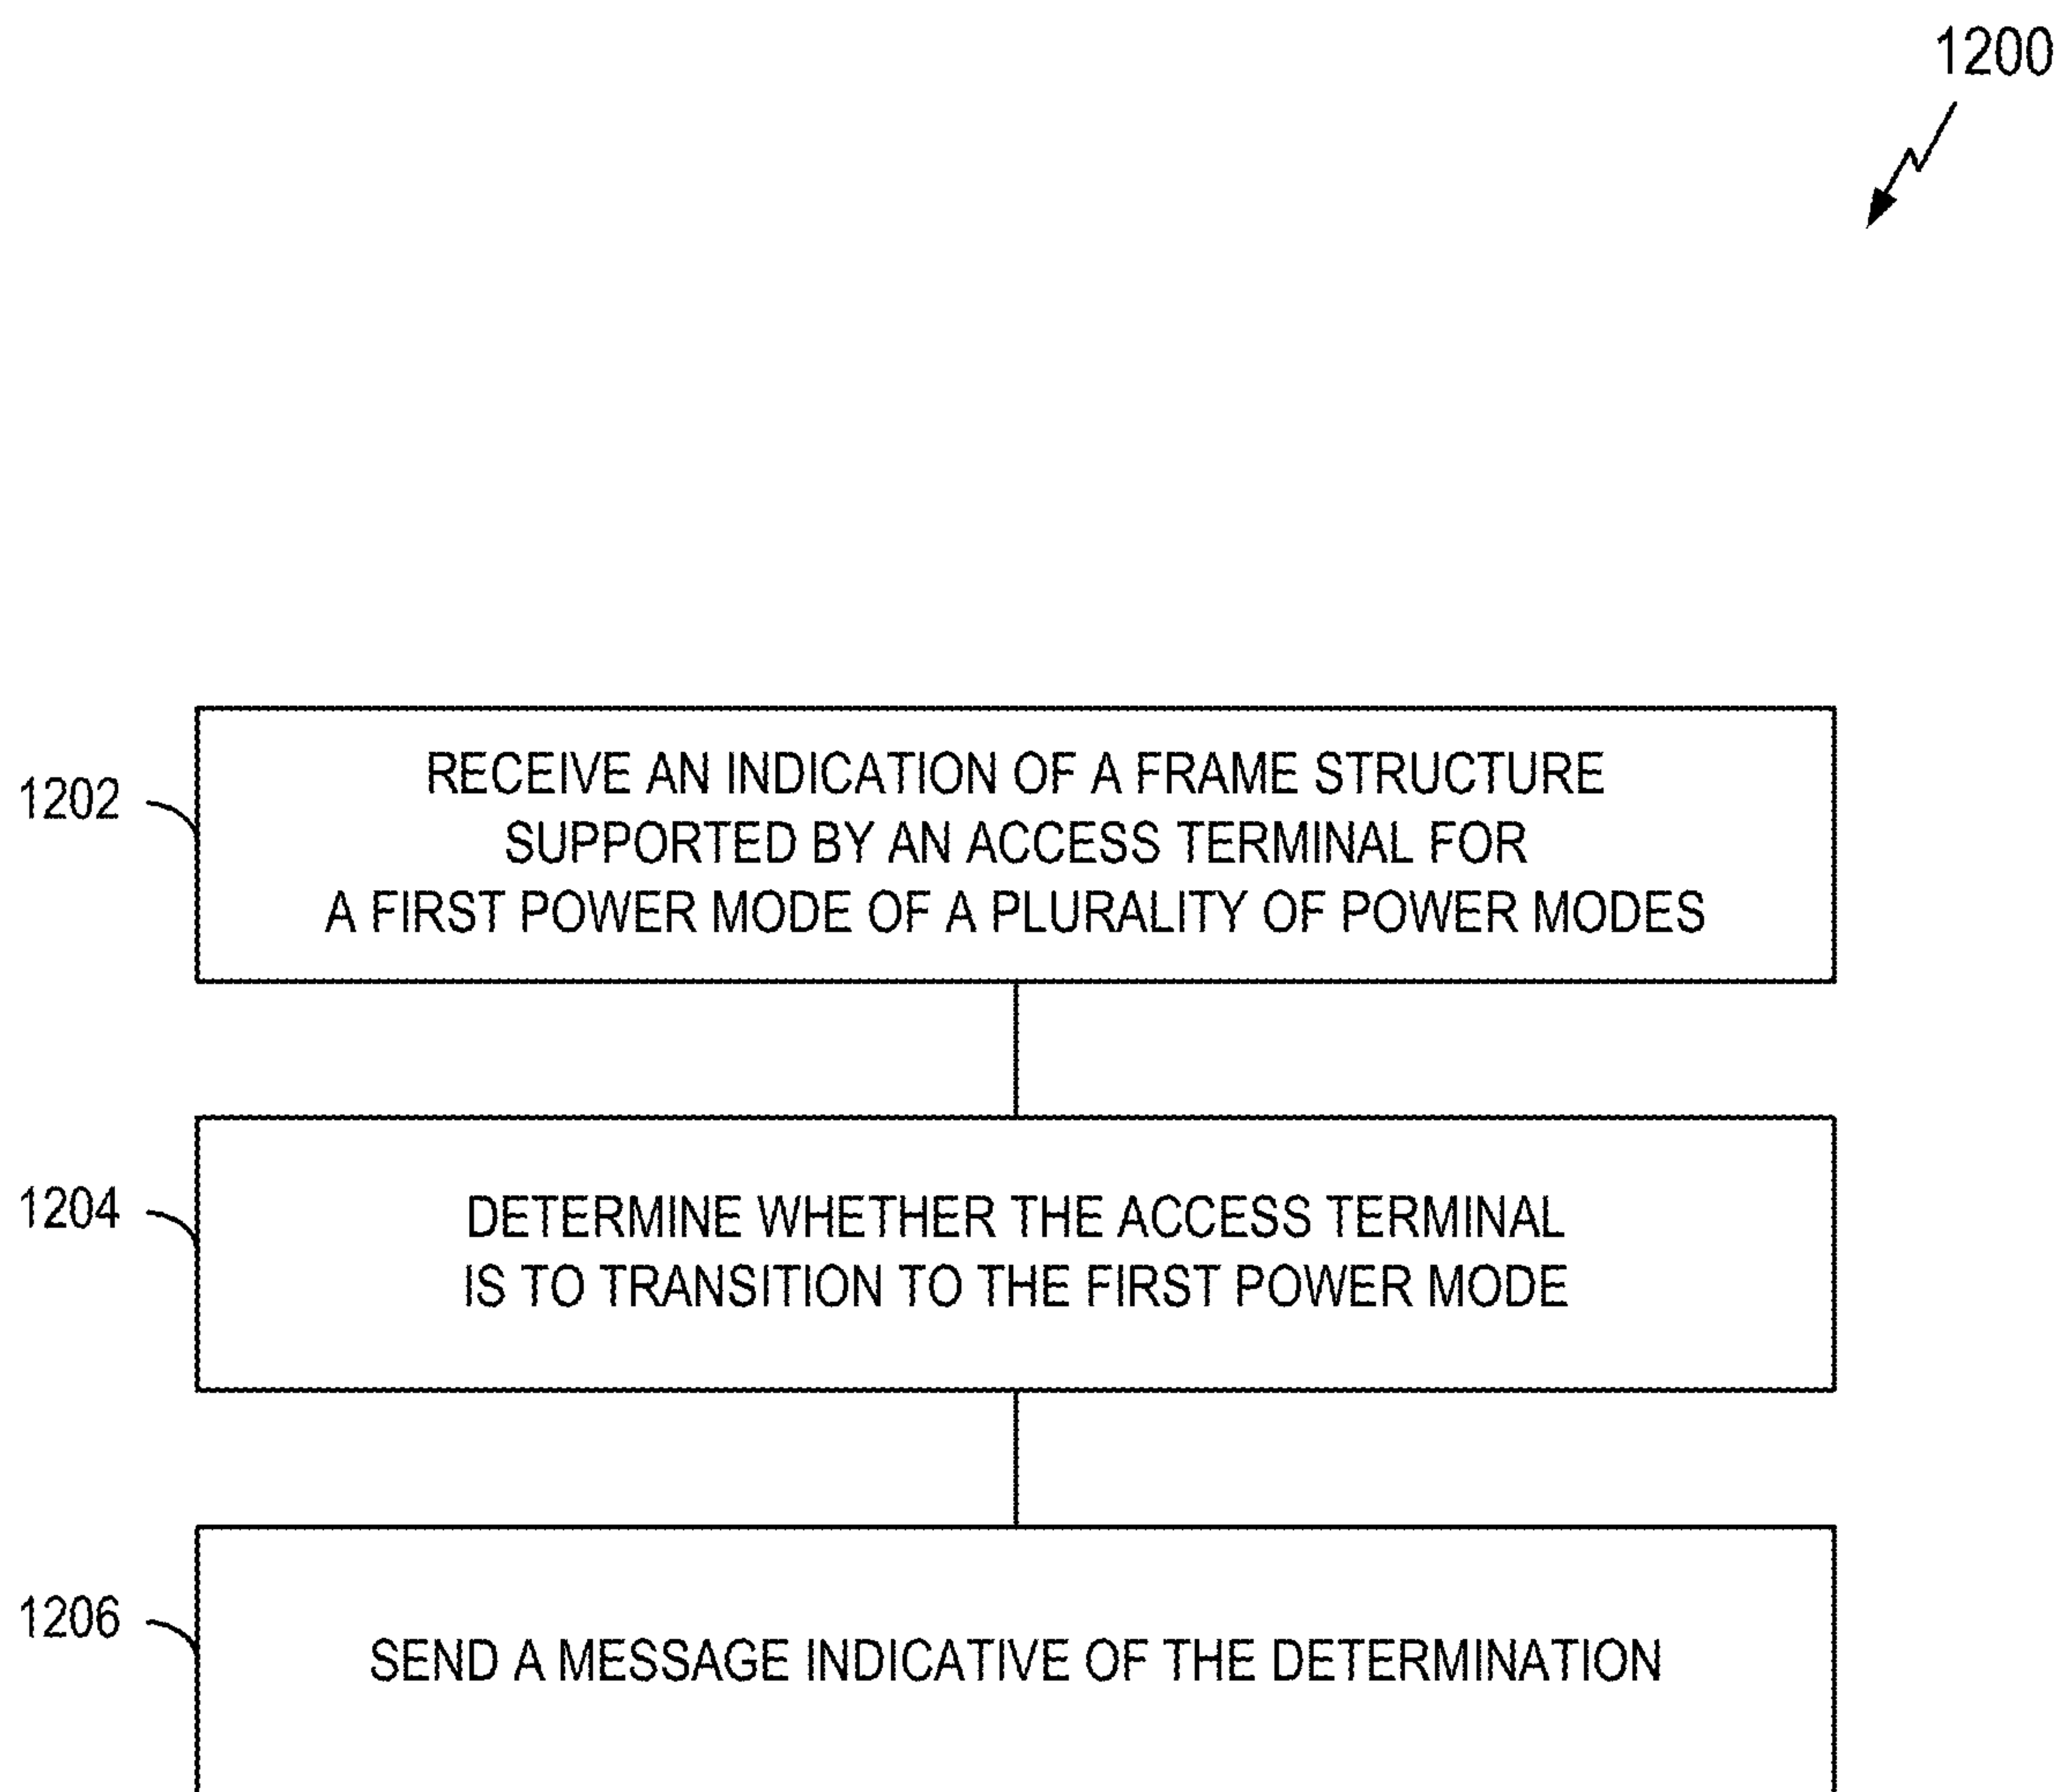 1200
1202
RECEIVE AN INDICATION OF A FRAME STRUCTURE
SUPPORTED BY AN ACCESS TERMINAL FOR
A FIRST POWER MODE OF A PLURALITY OF POWER MODES
1204
DETERMINE WHETHER THE ACCESS TERMINAL
IS TO TRANSITION TO THE FIRST POWER MODE
1206
SEND A MESSAGE INDICATIVE OF THE DETERMINATION